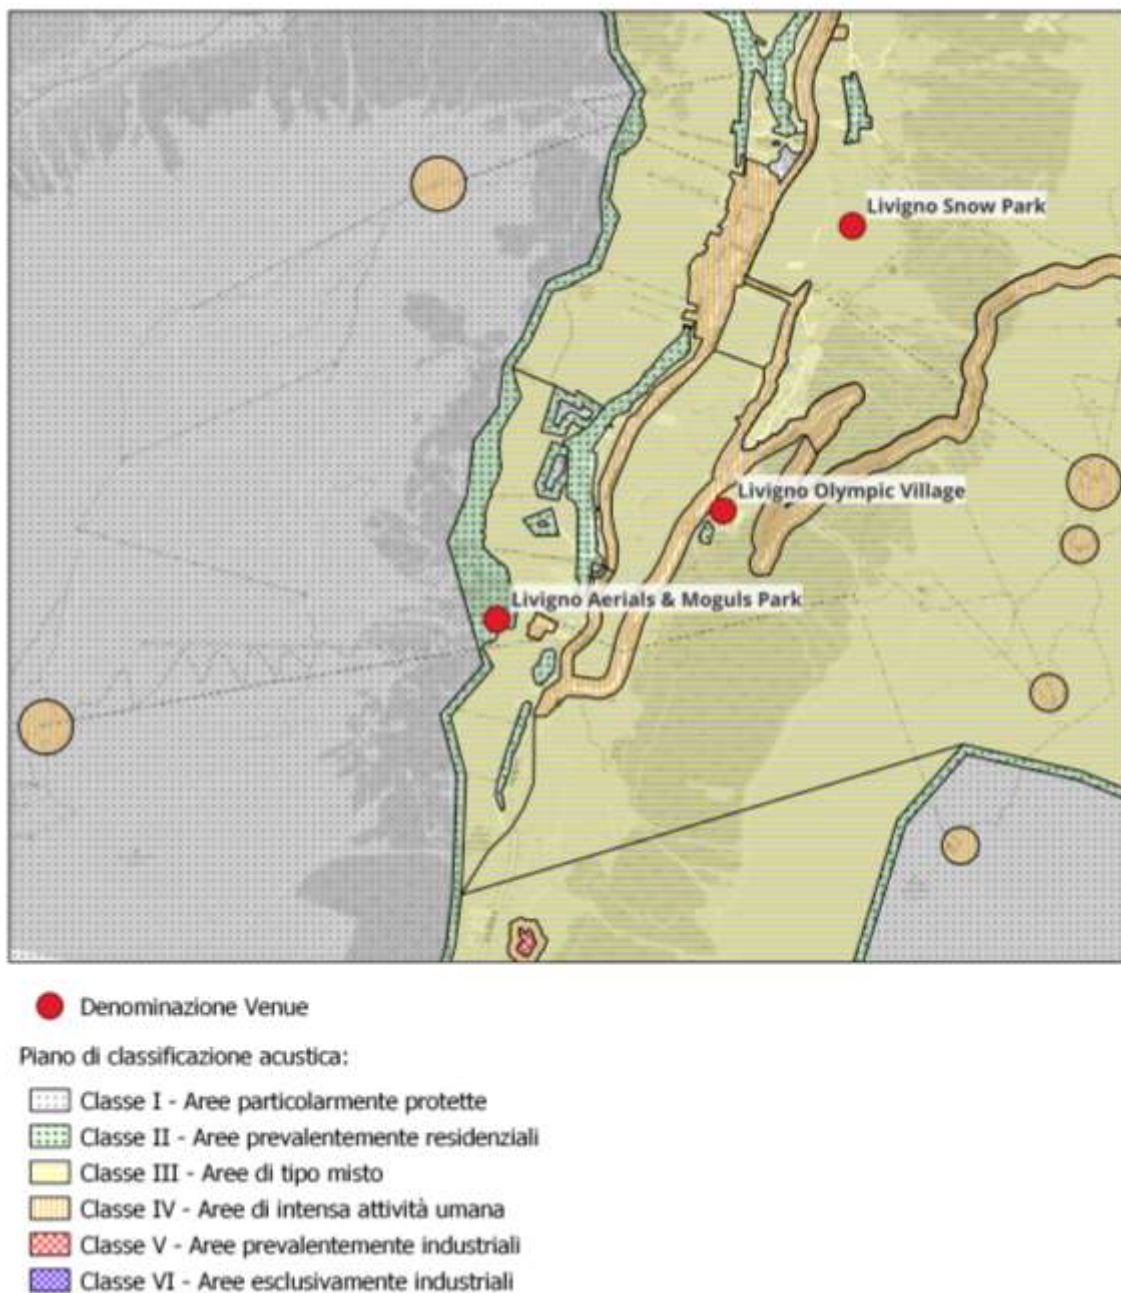 Livigno Snow Park
Livigno Olympic Village
Livigno Aerials & Moguls Park
Denominazione Venue
Piano di classificazione acustica:
Classe I - Aree particolarmente protette
Classe II - Aree prevalentemente residenziali
Classe III - Aree di tipo misto
Classe IV - Aree di intensa attività umana
Classe V - Aree prevalentemente industriali
Classe VI - Aree esclusivamente industriali